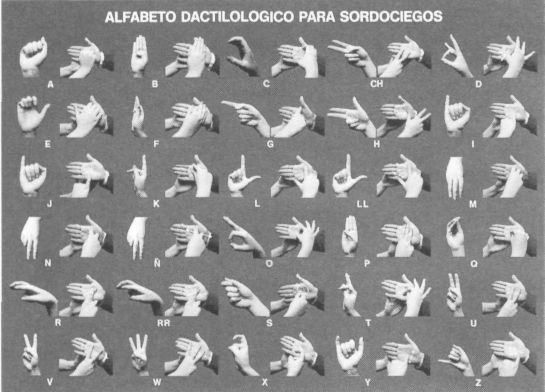 ALFABETO DACTILOLOGICO PARA SORDOCIEGOS
A B C CH D
E F G H I
J K L LL M
N Ñ O P Q
R RR S T U
V W X Y Z